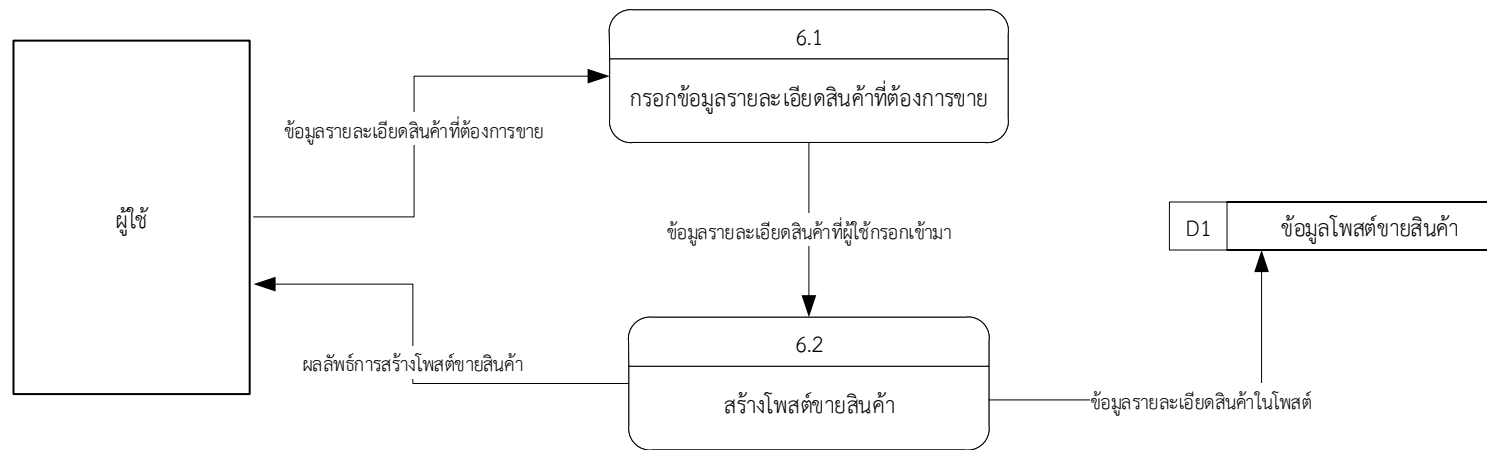 6.1
กรอกข้อมูลรายละเอียดสินค้าที่ต้องการขาย
ข้อมูลรายละเอียดสินค้าที่ต้องการขาย
ผู้ใช้
ข้อมูลรายละเอียดสินค้าที่ผู้ใช้กรอกเข้ามา
D1
ข้อมูลโพสต์ขายสินค้า
6.2
ผลลัพธ์การสร้างโพสต์ขายสินค้า
สร้างโพสต์ขายสินค้า
ข้อมูลรายละเอียดสินค้าในโพสต์